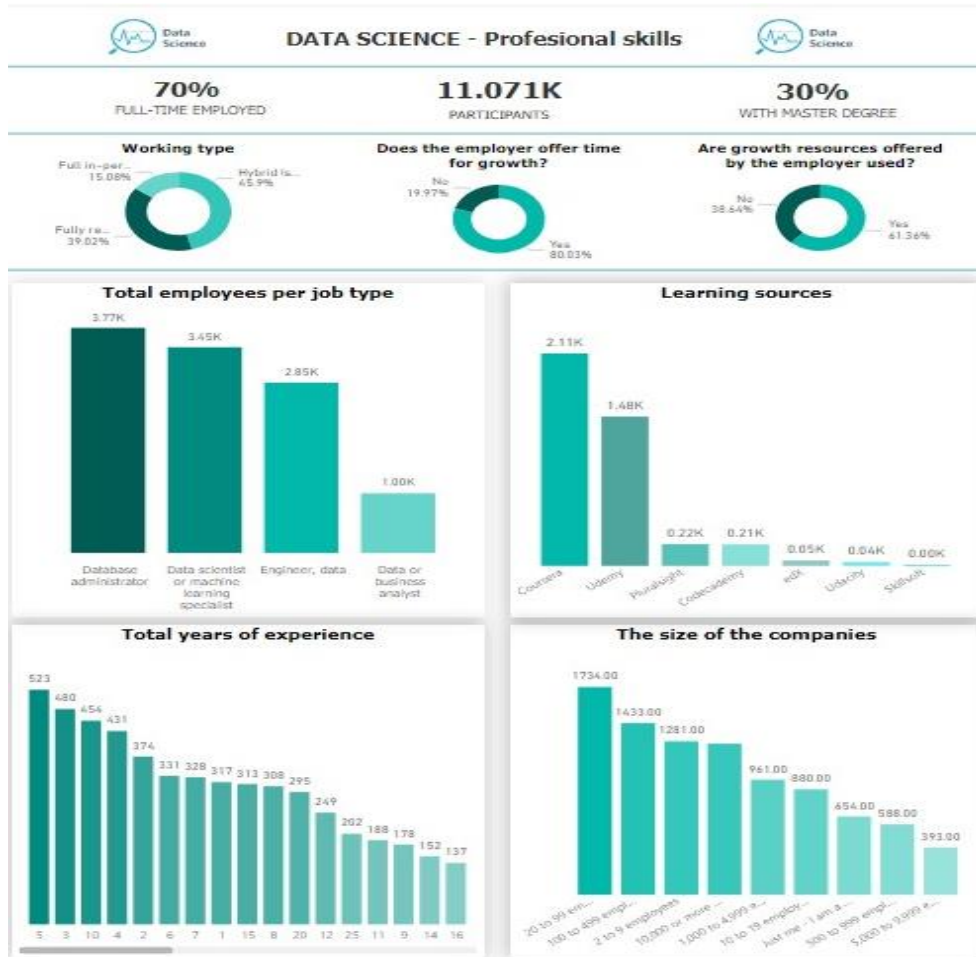 Data
Science
DATA SCIENCE - Profesional skills
Data
Science
70%
FULL-TIME EMPLOYED
11.071K
PARTICIPANTS
30%
WITH MASTER DEGREE
Working type
Full in-per...
15.08%
Hybrid (s...
45.9%
Fully re...
39.02%
Does the employer offer time
for growth?
No
19.97%
Yes
80.03%
Are growth resources offered
by the employer used?
No
38.64%
Yes
61.36%
Total employees per job type
3.77K
3.45K
2.85K
1.00K
Database
administrator
Data scientist
or machine
learning
specialist
Engineer, data
Data or
business
analyst
Learning sources
2.11K
1.48K
0.22K
0.21K
0.05K
0.04K
0.00K
Coursera
Udemy
Pluralsight
Codecademy
edX
Udacity
Skillsoft
Total years of experience
523
480
454
431
374
331
328
317
313
308
295
249
202
188
178
152
137
5 3 10 4 2 6 7 1 15 8 20 12 25 11 9 14 16
The size of the companies
1734.00
1433.00
1281.00
961.00
880.00
654.00
588.00
393.00
20 to 99 em...
100 to 499 empl...
2 to 9 employees
10,000 or more ...
1,000 to 4,999 e...
10 to 19 employ...
Just me - I am a...
500 to 999 empl...
5,000 to 9,999 e...